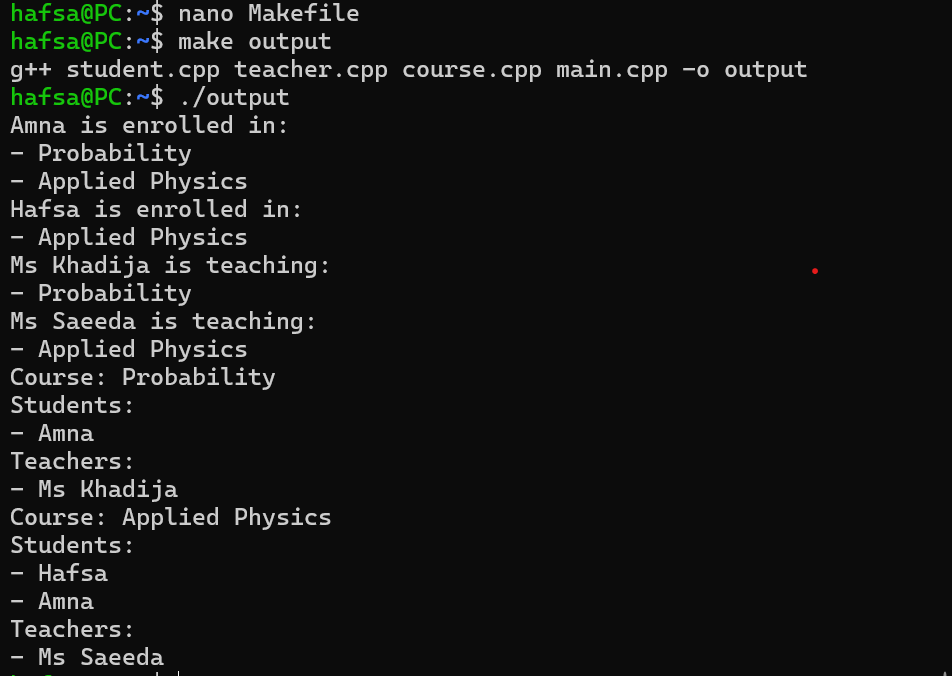 hafsa@PC:~$ nano Makefile
hafsa@PC:~$ make output
g++ student.cpp teacher.cpp course.cpp main.cpp -o output
hafsa@PC:~$ ./output
Amna is enrolled in:
- Probability
- Applied Physics
Hafsa is enrolled in:
- Applied Physics
Ms Khadija is teaching:
- Probability
Ms Saeeda is teaching:
- Applied Physics
Course: Probability
Students:
- Amna
Teachers:
- Ms Khadija
Course: Applied Physics
Students:
- Hafsa
- Amna
Teachers:
- Ms Saeeda